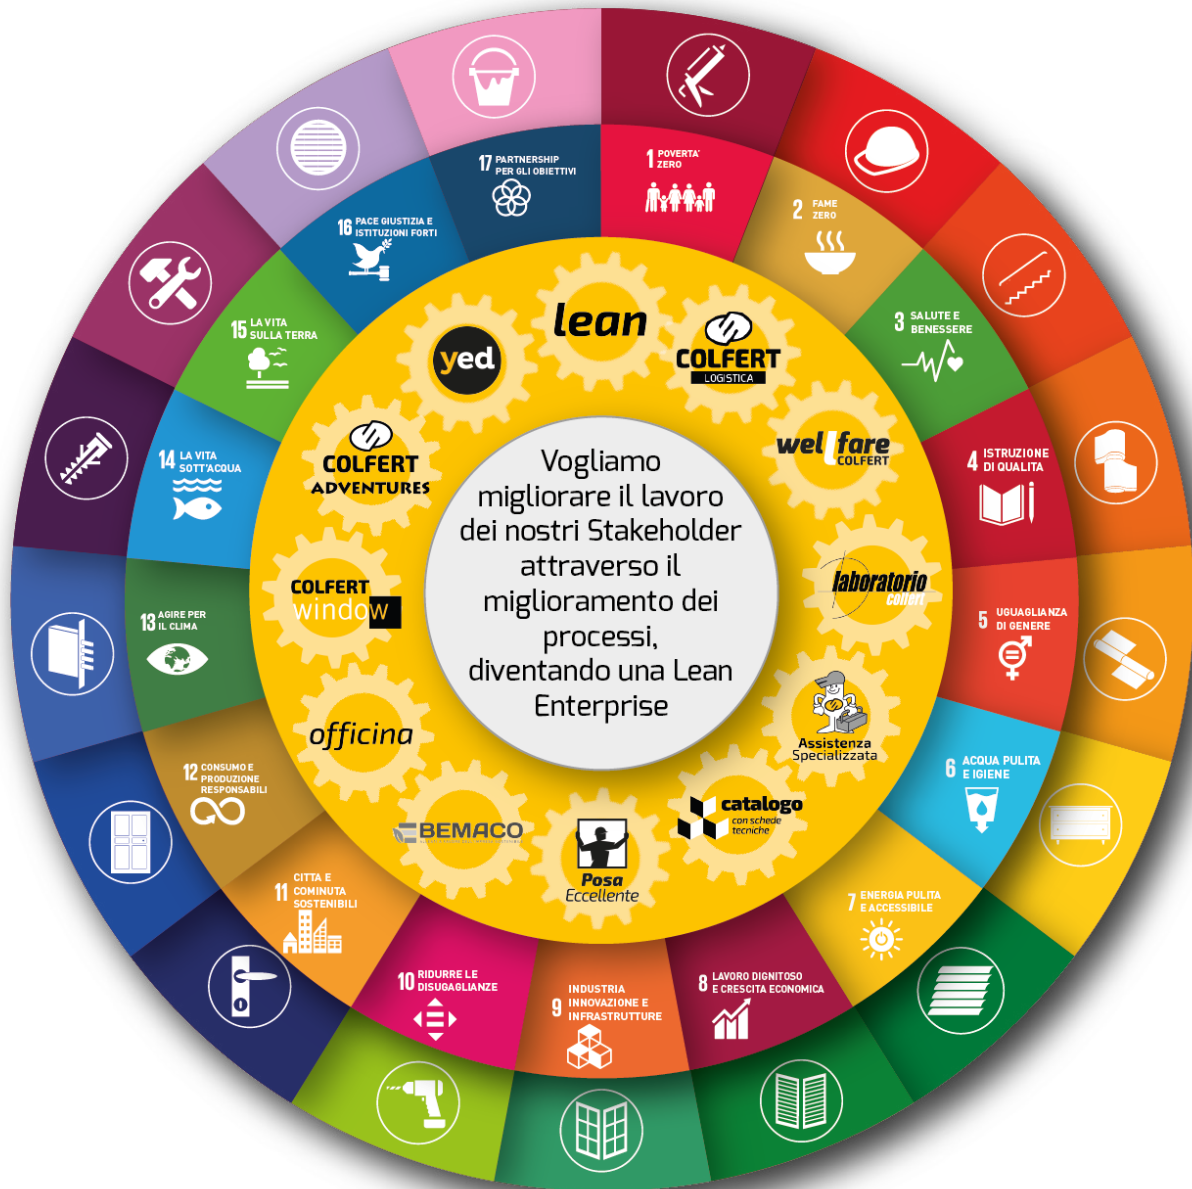 17 PARTNERSHIP
PER GLI OBIETTIVI
1 POVERTA'
ZERO
2 FAME
ZERO
3 SALUTE E
BENESSERE
4 ISTRUZIONE
DI QUALITA
5 UGUAGLIANZA
DI GENERE
6 ACQUA PULITA
E IGIENE
7 ENERGIA PULITA
E ACCESSIBILE
8 LAVORO DIGNITOSO
E CRESCITA ECONOMICA
9 INDUSTRIA
INNOVAZIONE E
INFRASTRUTTURE
10 RIDURRE LE
DISUGAGLIANZE
11 CITTA E
COMINUTA
SOSTENIBILI
12 CONSUMO E
PRODUZIONE
RESPONSABILI
13 AGIRE PER
IL CLIMA
14 LA VITA
SOTT'ACQUA
15 LA VITA
SULLA TERRA
16 PACE GIUSTIZIA E
ISTITUZIONI FORTI
lean
COLFERT
LOGISTICA
wellfare
COLFERT
laboratorio
colfert
Assistenza
Specializzata
catalogo
con schede
tecniche
Posa
Eccellente
BEMACO
officina
COLFERT
window
COLFERT
ADVENTURES
yed
Vogliamo
migliorare il lavoro
dei nostri Stakeholder
attraverso il
miglioramento dei
processi,
diventando una Lean
Enterprise